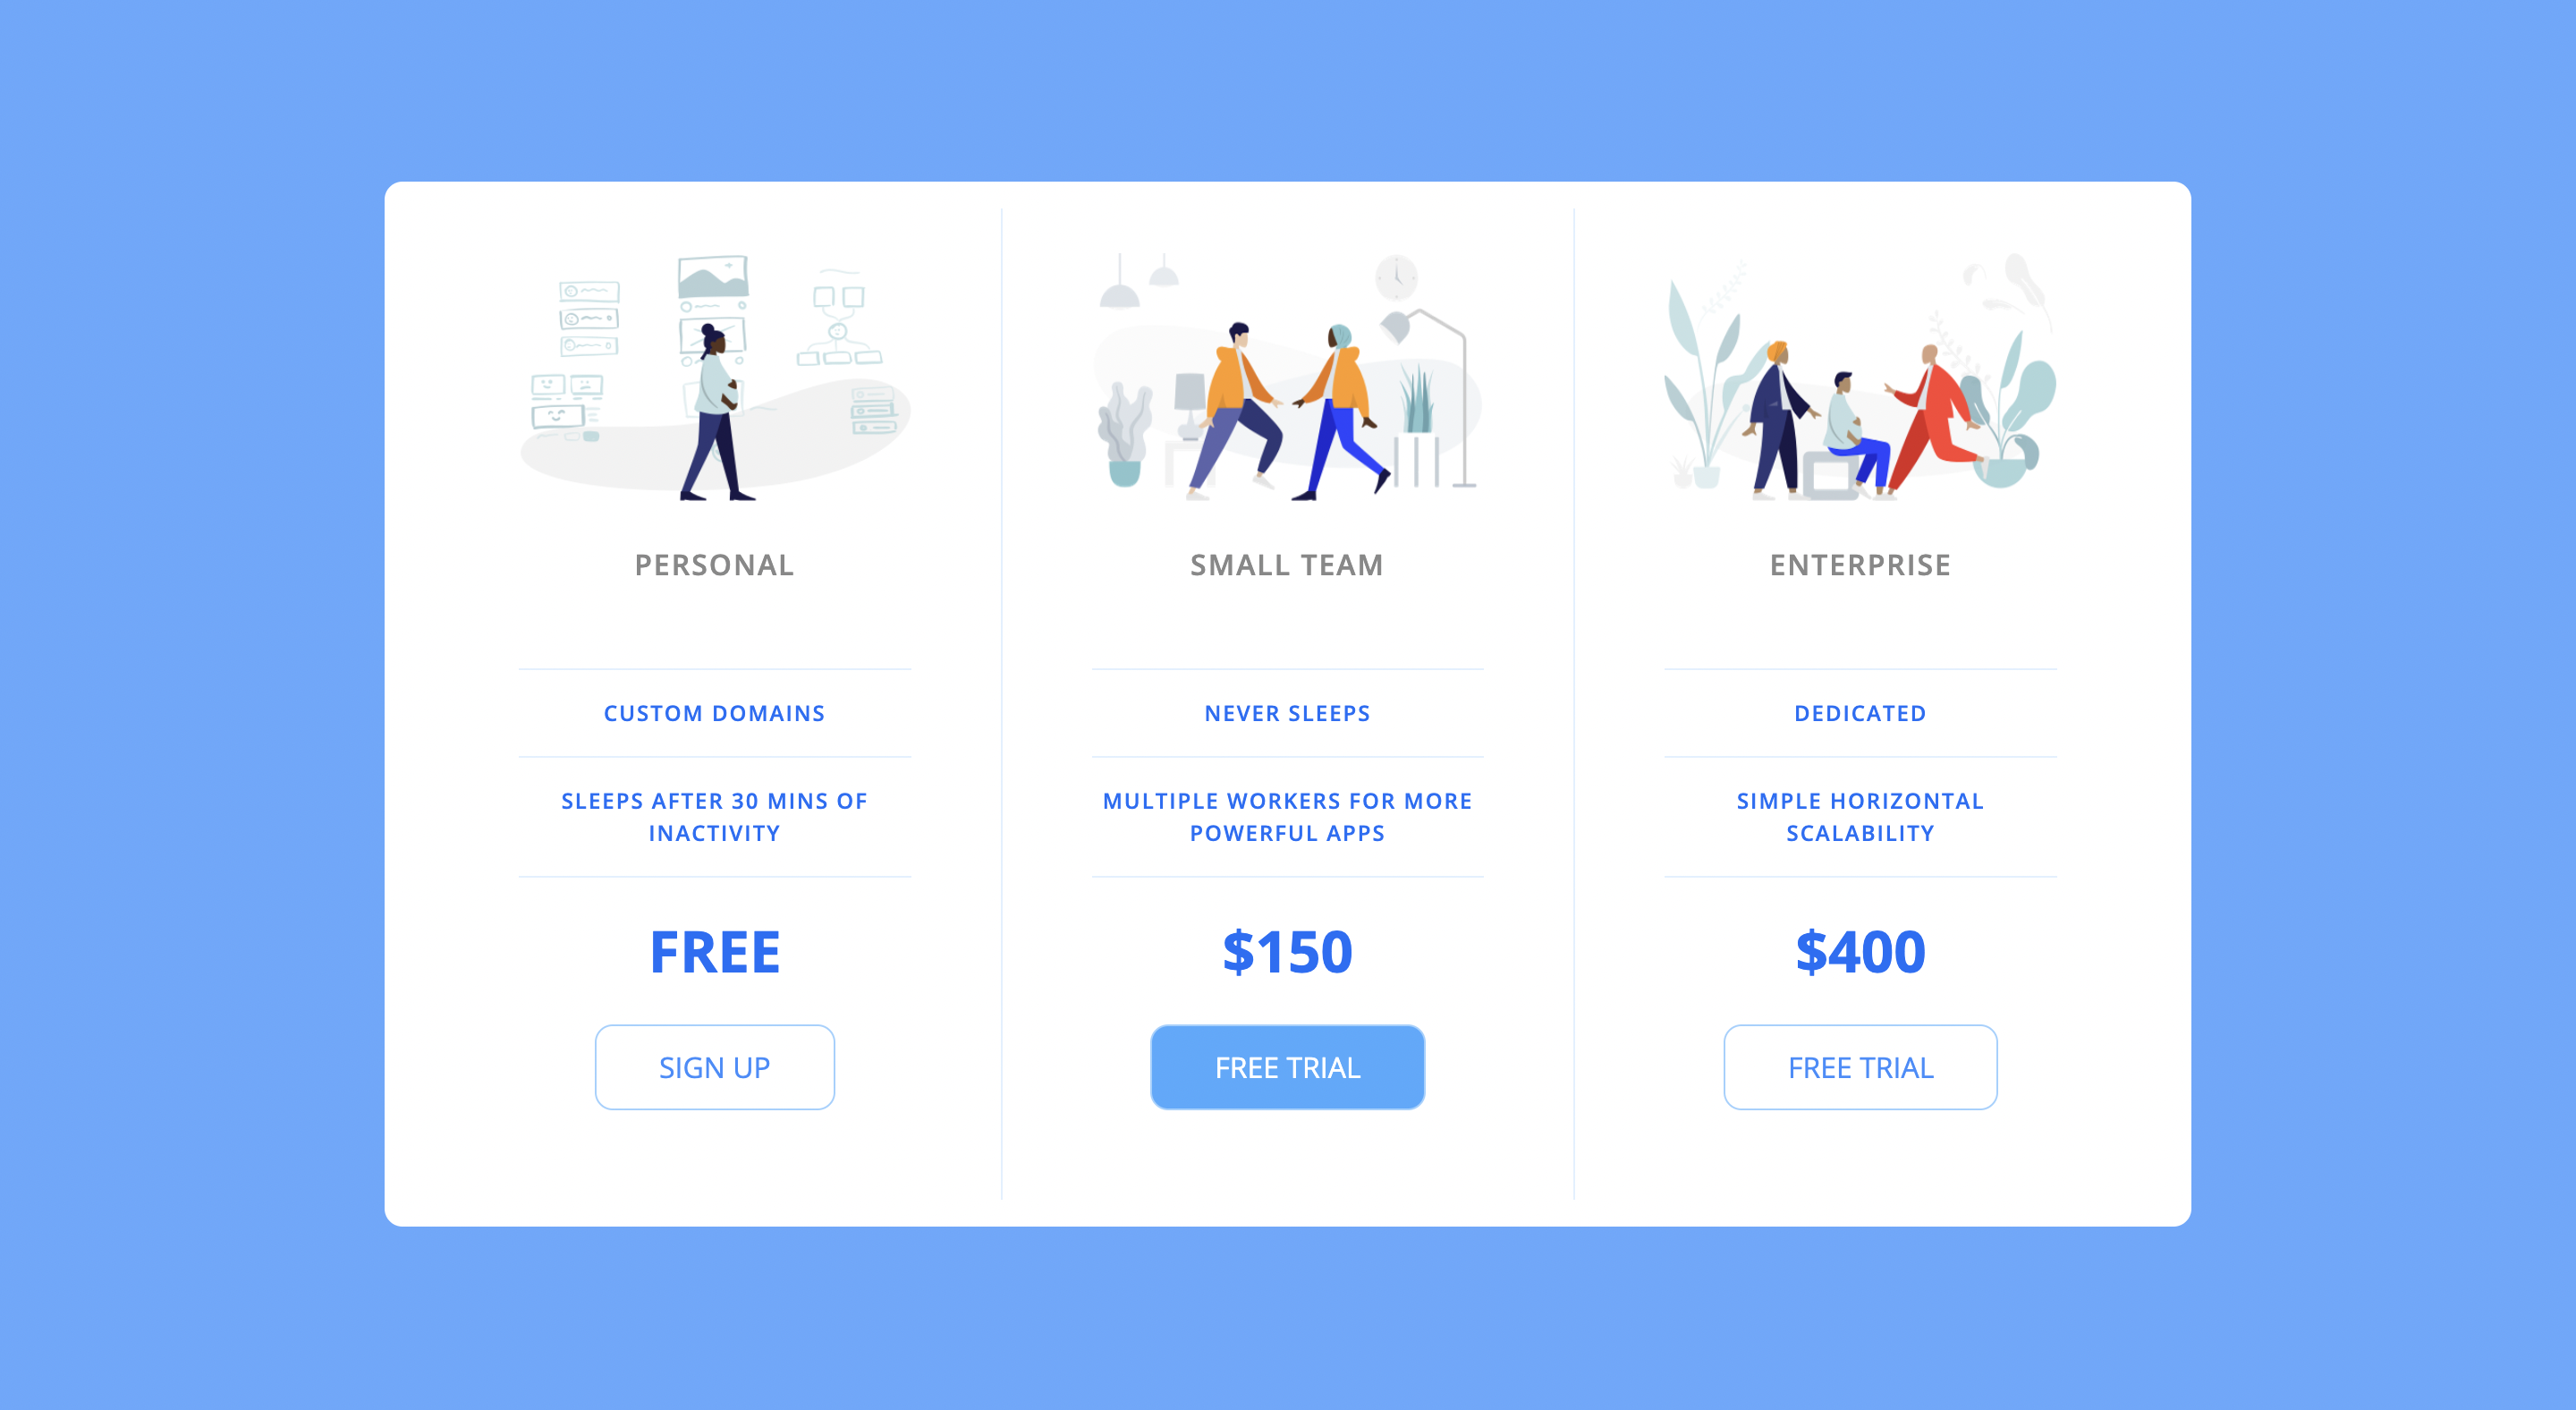 PERSONAL
CUSTOM DOMAINS
SLEEPS AFTER 30 MINS OF
INACTIVITY
FREE
SIGN UP
SMALL TEAM
NEVER SLEEPS
MULTIPLE WORKERS FOR MORE
POWERFUL APPS
$150
FREE TRIAL
ENTERPRISE
DEDICATED
SIMPLE HORIZONTAL
SCALABILITY
$400
FREE TRIAL